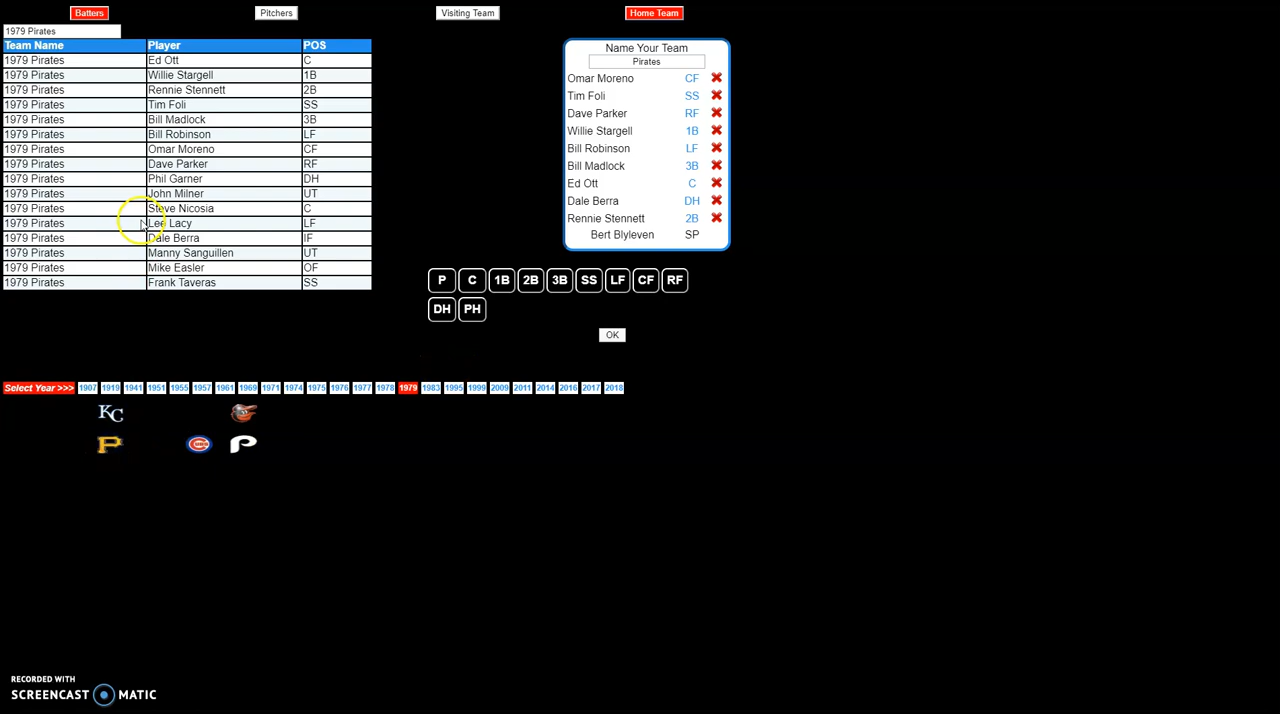 Batters Pitchers Visiting Team Home Team
1979 Pirates
Team Name Player POS
1979 Pirates Ed Ott C
1979 Pirates Willie Stargell 1B
1979 Pirates Rennie Stennett 2B
1979 Pirates Tim Foli SS
1979 Pirates Bill Madlock 3B
1979 Pirates Bill Robinson LF
1979 Pirates Omar Moreno CF
1979 Pirates Dave Parker RF
1979 Pirates Phil Garner DH
1979 Pirates John Milner UT
1979 Pirates Steve Nicosia C
1979 Pirates Lee Lacy LF
1979 Pirates Dale Berra IF
1979 Pirates Manny Sanguillen UT
1979 Pirates Mike Easler OF
1979 Pirates Frank Taveras SS
Name Your Team
Pirates
Omar Moreno CF
Tim Foli SS
Dave Parker RF
Willie Stargell 1B
Bill Robinson LF
Bill Madlock 3B
Ed Ott C
Dale Berra DH
Rennie Stennett 2B
Bert Blyleven SP
P C 1B 2B 3B SS LF CF RF
DH PH
OK
Select Year >>> 1907 1919 1941 1951 1955 1957 1961 1969 1971 1974 1975 1976 1977 1978 1979 1983 1995 1999 2009 2011 2014 2016 2017 2018
KC
P CUBS P
RECORDED WITH
SCREENCAST MATIC